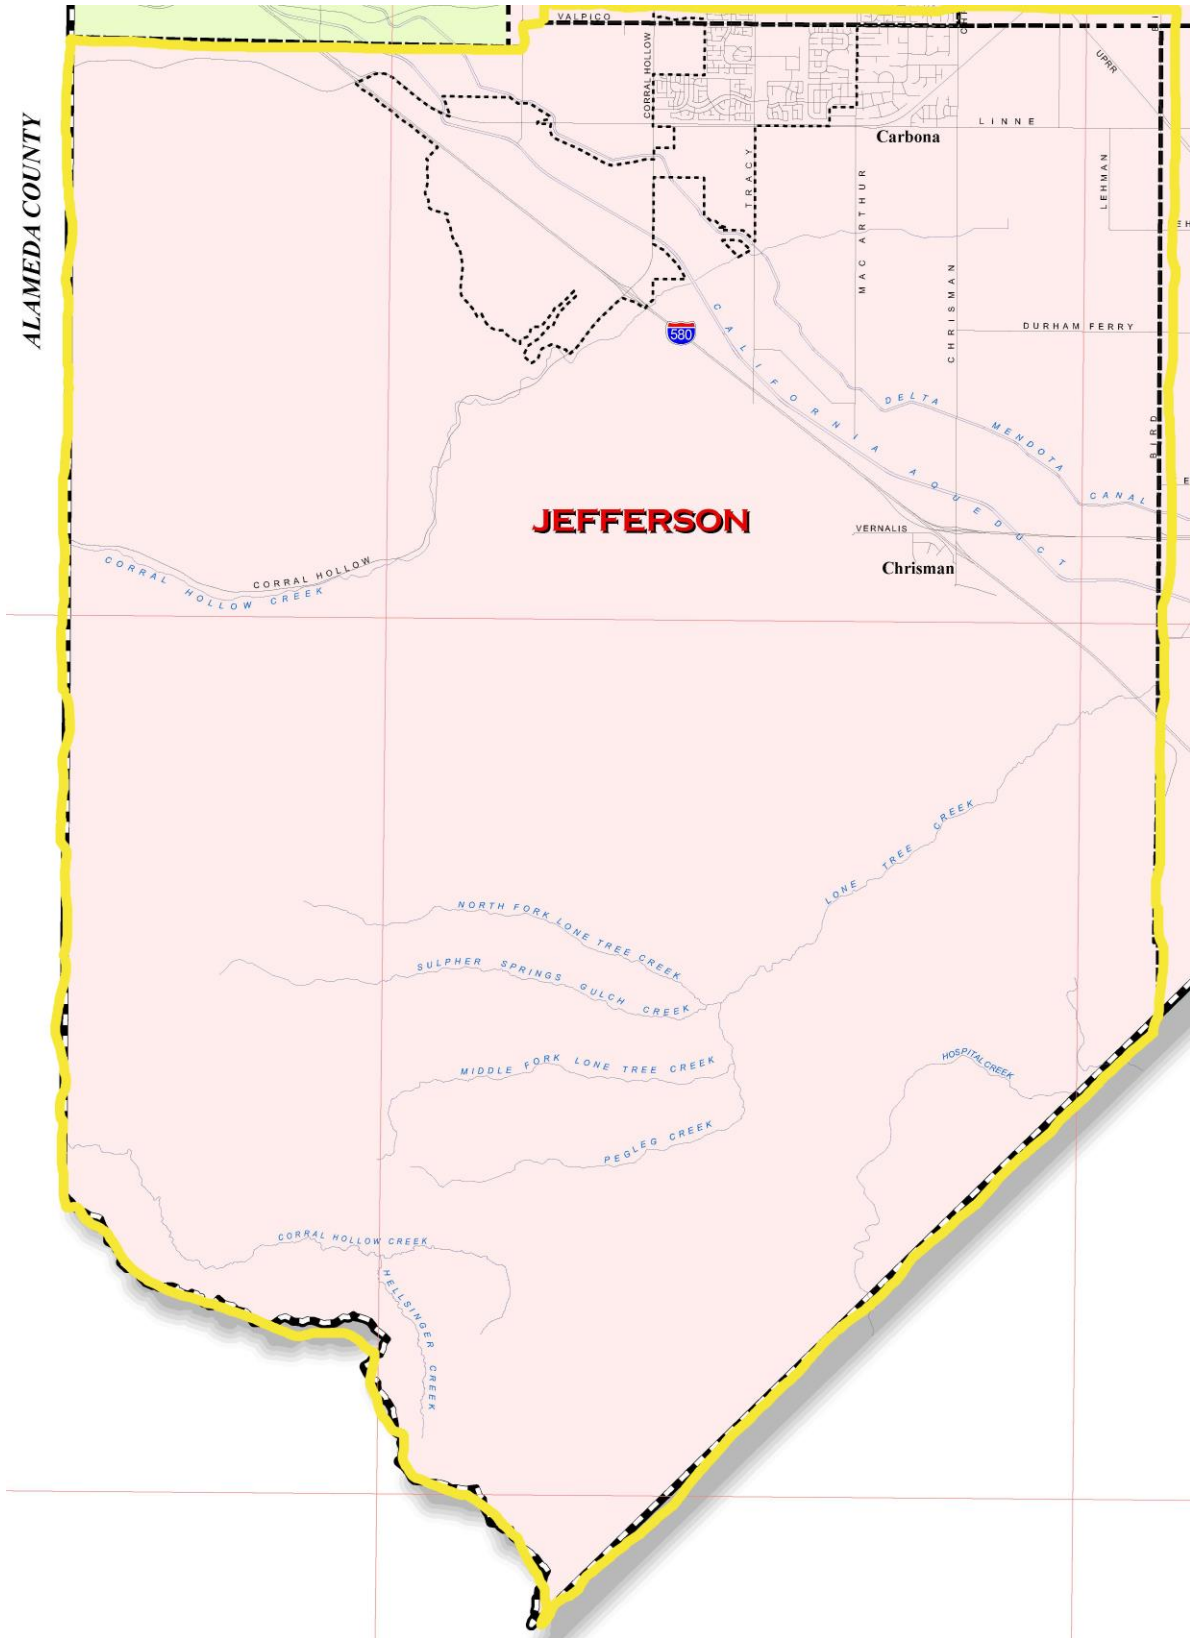 VALPICO
CORRAL HOLLOW
UPRR
LINNE
Carbona
ALAMEDA COUNTY
TRACY
MAC ARTHUR
LEHMAN
CHRISMAN
580
DURHAM FERRY
CALIFORNIA AQUEDUCT
DELTA MENDOTA CANAL
BIRD
JEFFERSON
VERNALIS
Chrisman
CORRAL HOLLOW
CORRAL HOLLOW CREEK
LONE TREE CREEK
NORTH FORK LONE TREE CREEK
SULPHER SPRINGS GULCH CREEK
MIDDLE FORK LONE TREE CREEK
HOSPITAL CREEK
PEGLEG CREEK
CORRAL HOLLOW CREEK
HELLSINGER CREEK